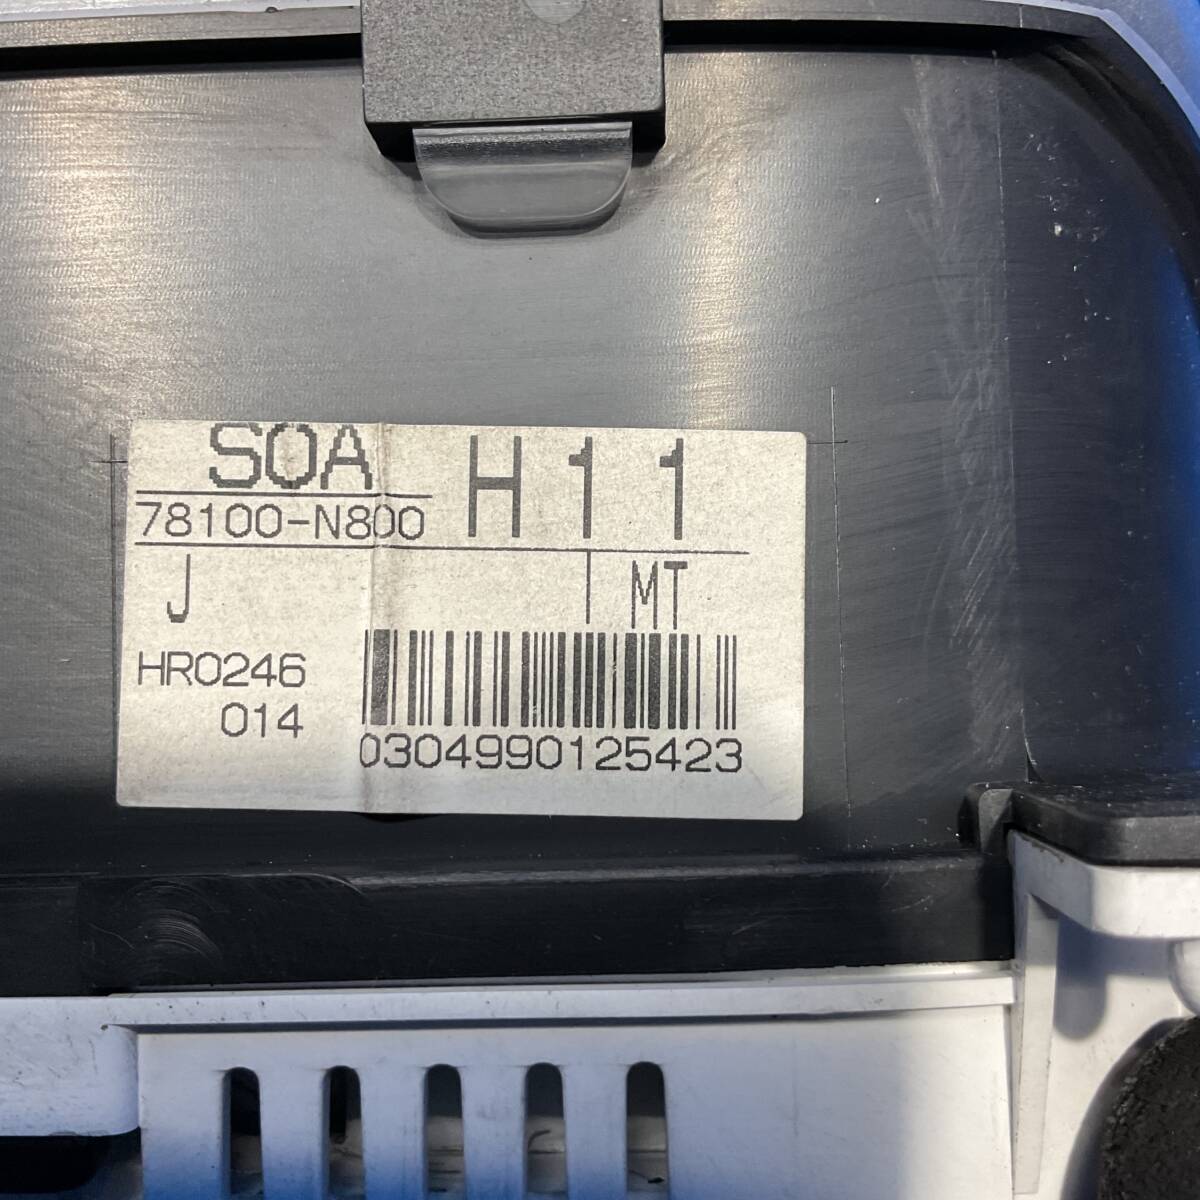 S0A H11
78100-N800
J MT
HR0246
014
0304990125423